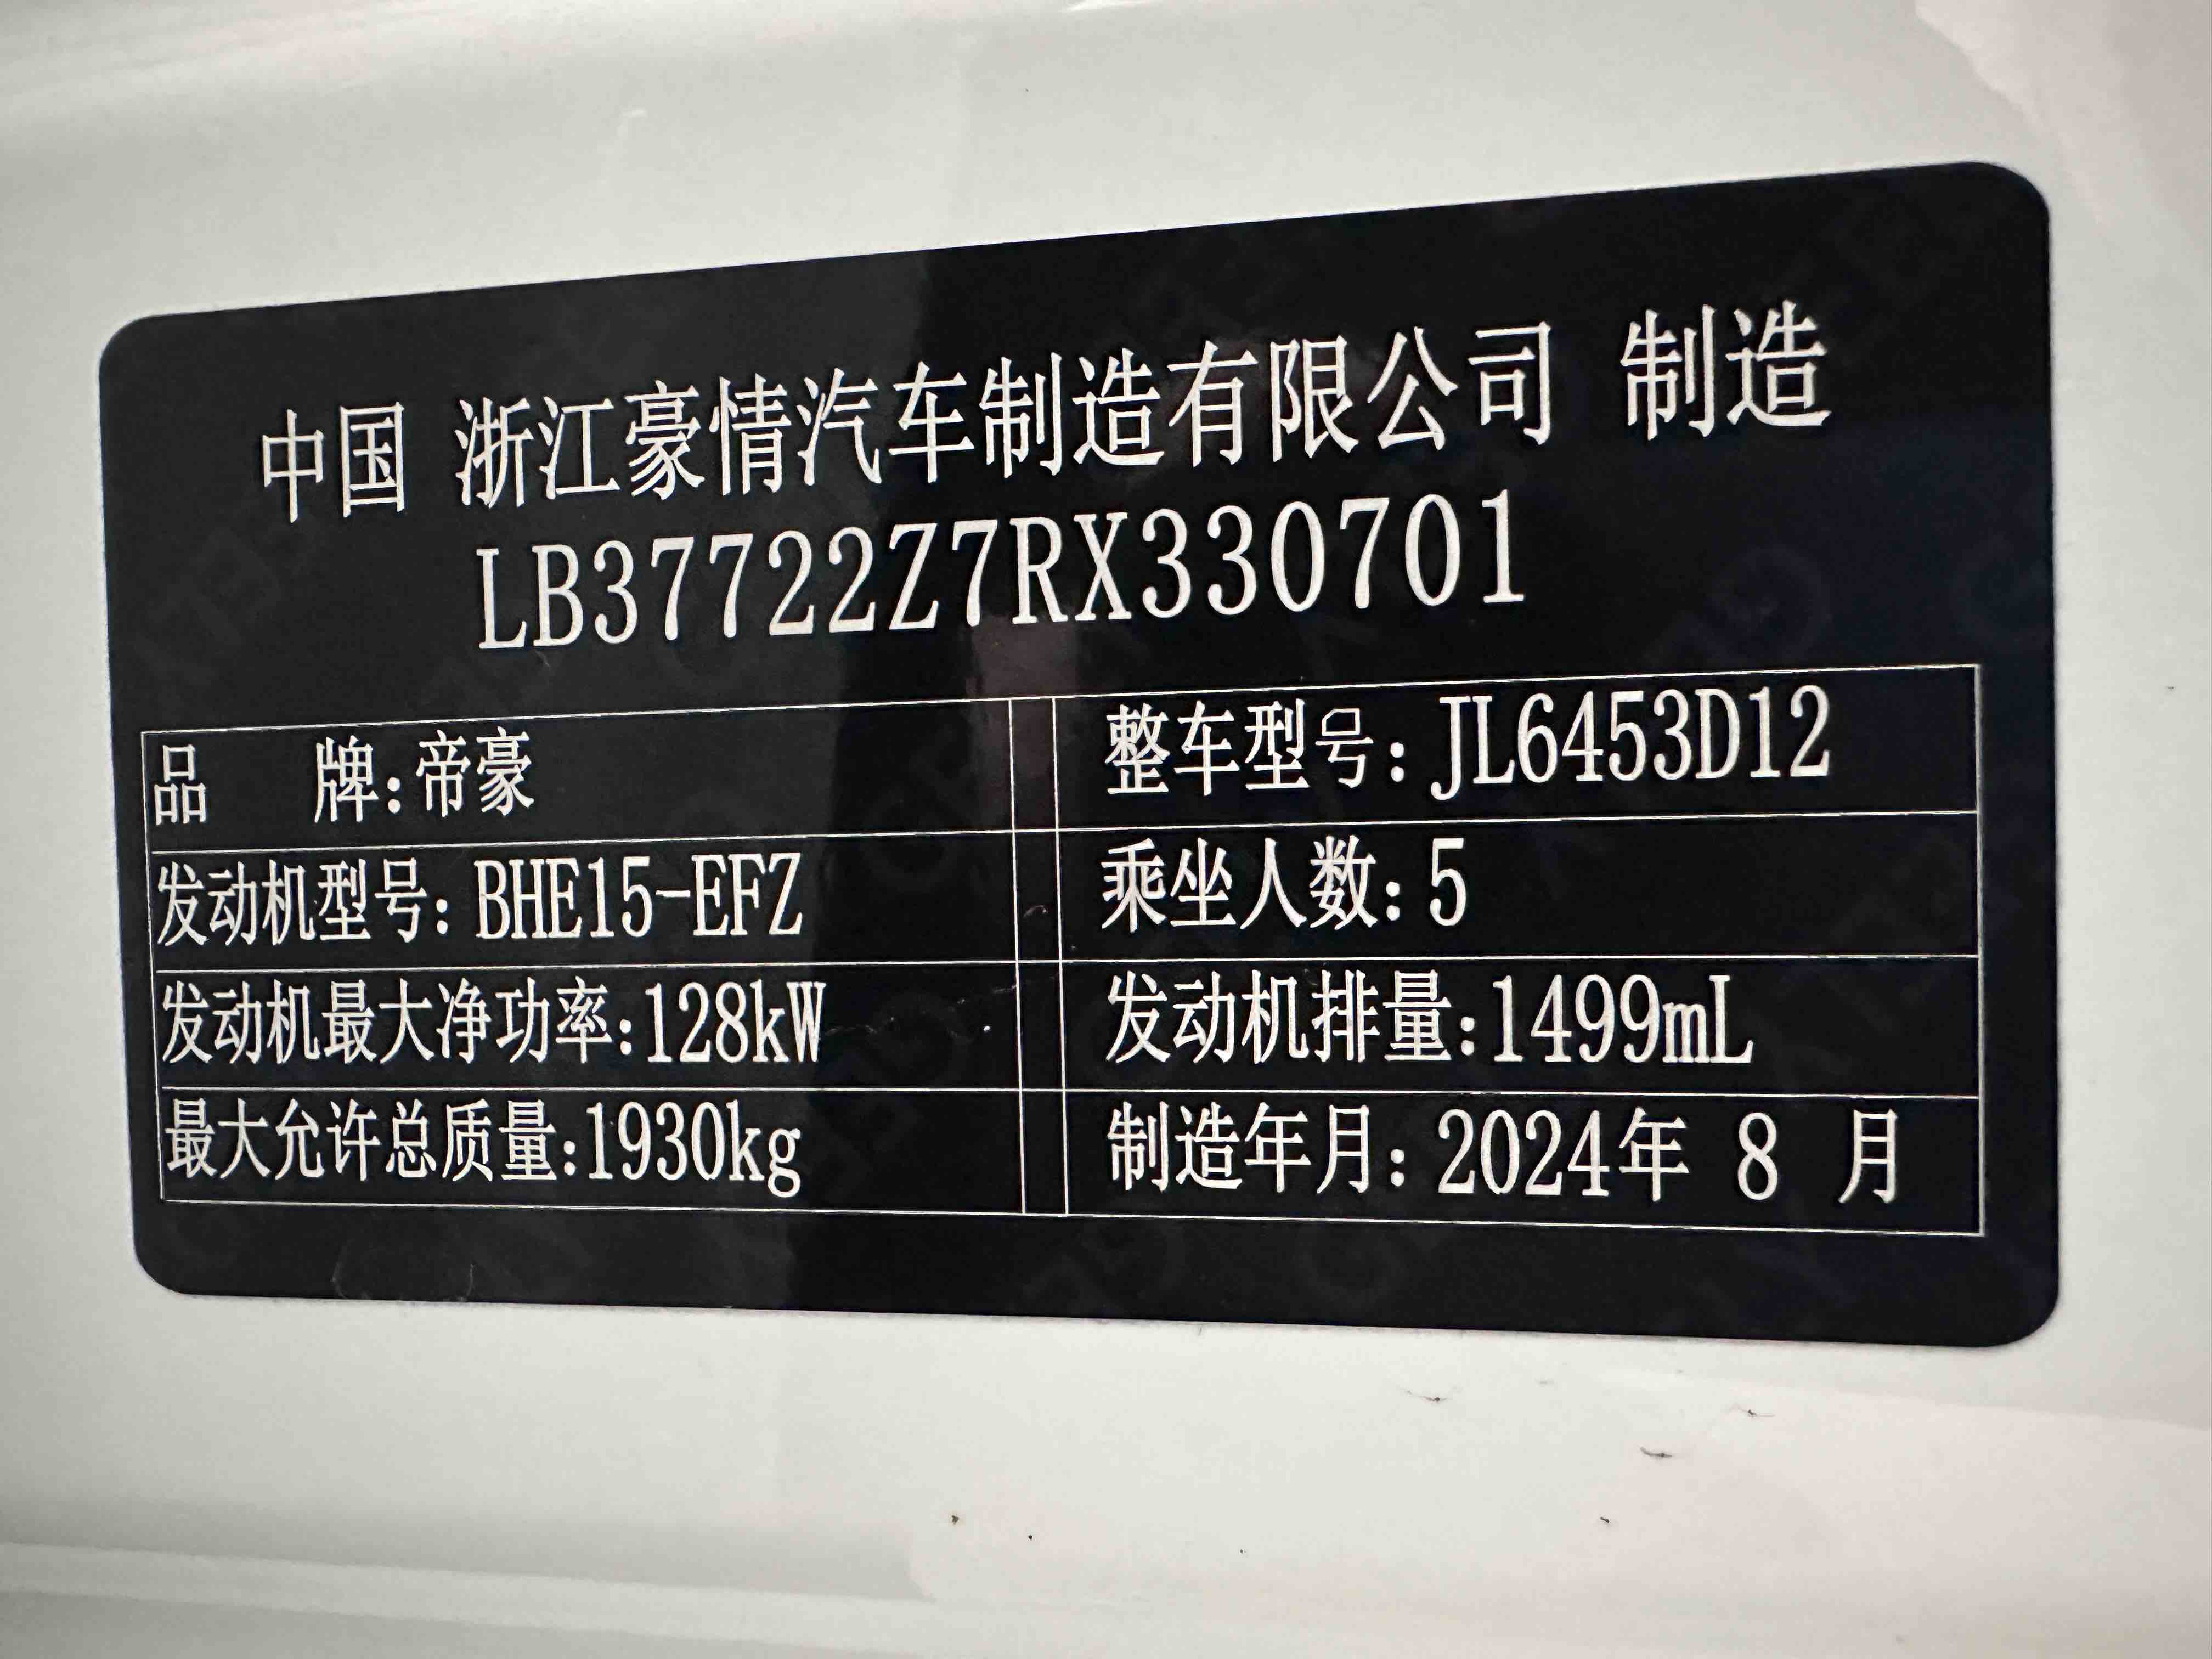 中国 浙江豪情汽车制造有限公司 制造
LB37722Z7RX330701
品 牌:帝豪 整车型号:JL6453D12
发动机型号:BHE15-EFZ 乘坐人数:5
发动机最大净功率:128kW 发动机排量:1499mL
最大允许总质量:1930kg 制造年月:2024年 8 月